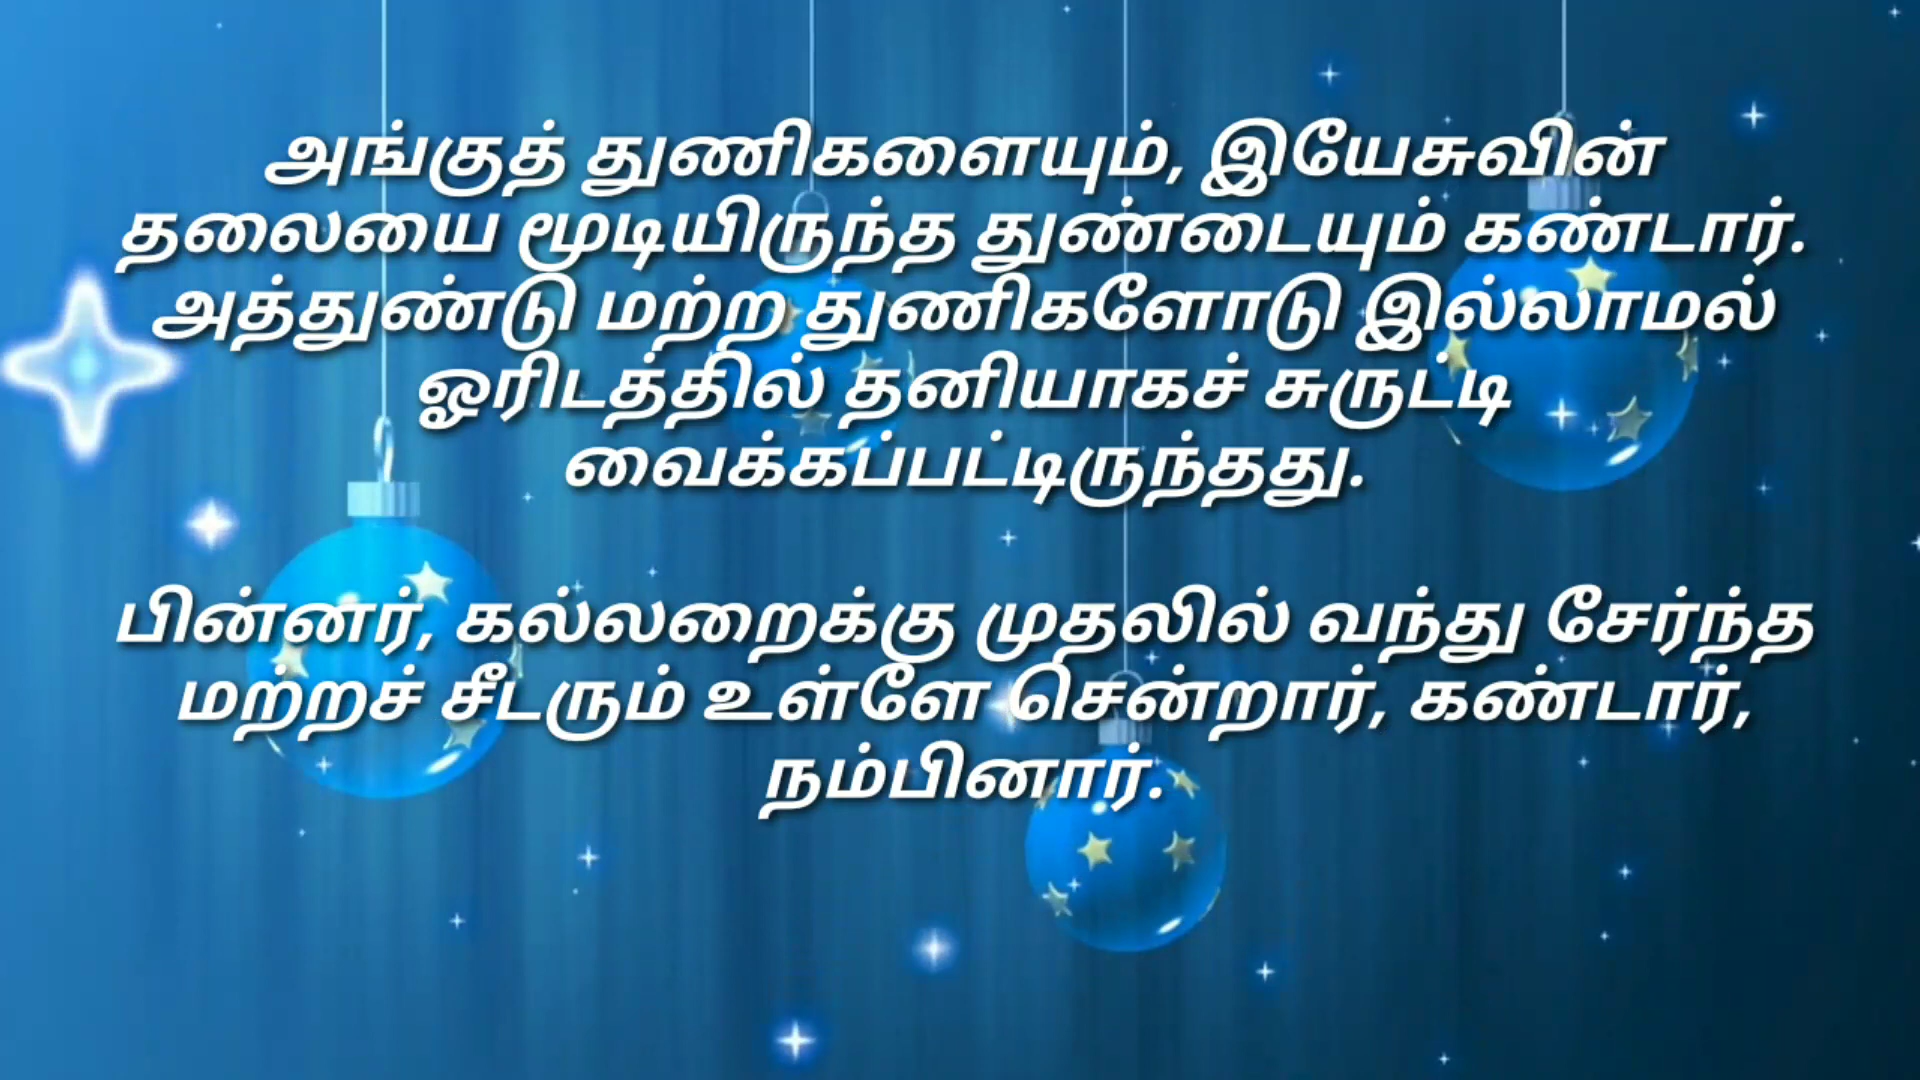 அங்குத் துணிகளையும், இயேசுவின்
தலையை மூடியிருந்த துண்டையும் கண்டார்.
அத்துண்டு மற்ற துணிகளோடு இல்லாமல்
ஓரிடத்தில் தனியாகச் சுருட்டி
வைக்கப்பட்டிருந்தது.
பின்னர், கல்லறைக்கு முதலில் வந்து சேர்ந்த
மற்றச் சீடரும் உள்ளே சென்றார், கண்டார்,
நம்பினார்.